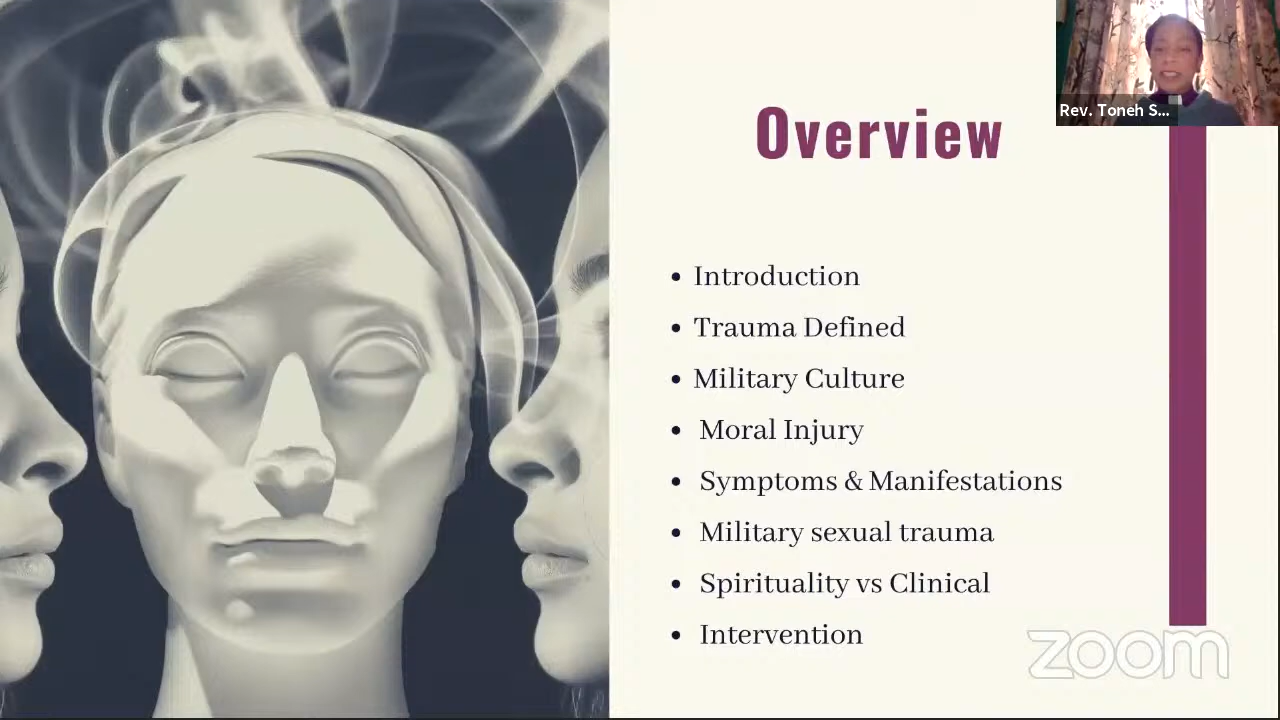 Rev. Toneh S...
Overview
• Introduction
• Trauma Defined
• Military Culture
• Moral Injury
• Symptoms & Manifestations
• Military sexual trauma
• Spirituality vs Clinical
• Intervention
zoom